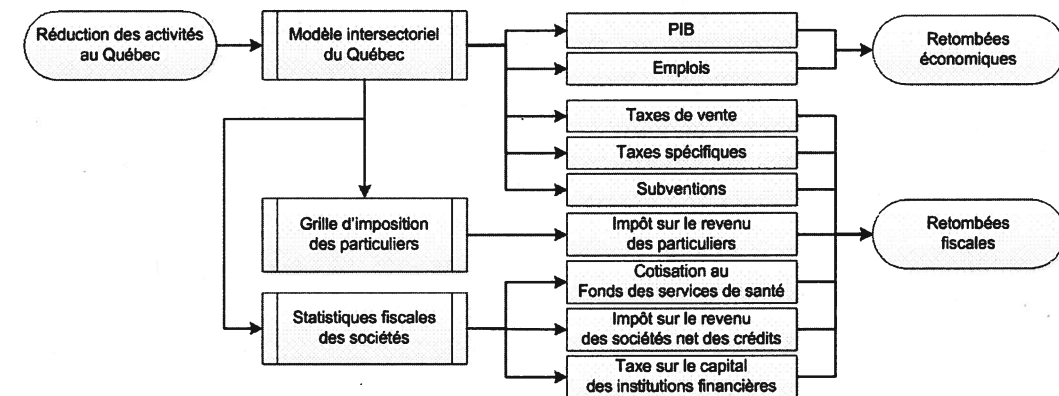 Réduction des activités
au Québec
Modèle intersectoriel
du Québec
PIB
Emplois
Retombées
économiques
Taxes de vente
Taxes spécifiques
Subventions
Grille d'imposition
des particuliers
Impôt sur le revenu
des particuliers
Retombées
fiscales
Statistiques fiscales
des sociétés
Cotisation au
Fonds des services de santé
Impôt sur le revenu
des sociétés net des crédits
Taxe sur le capital
des institutions financières